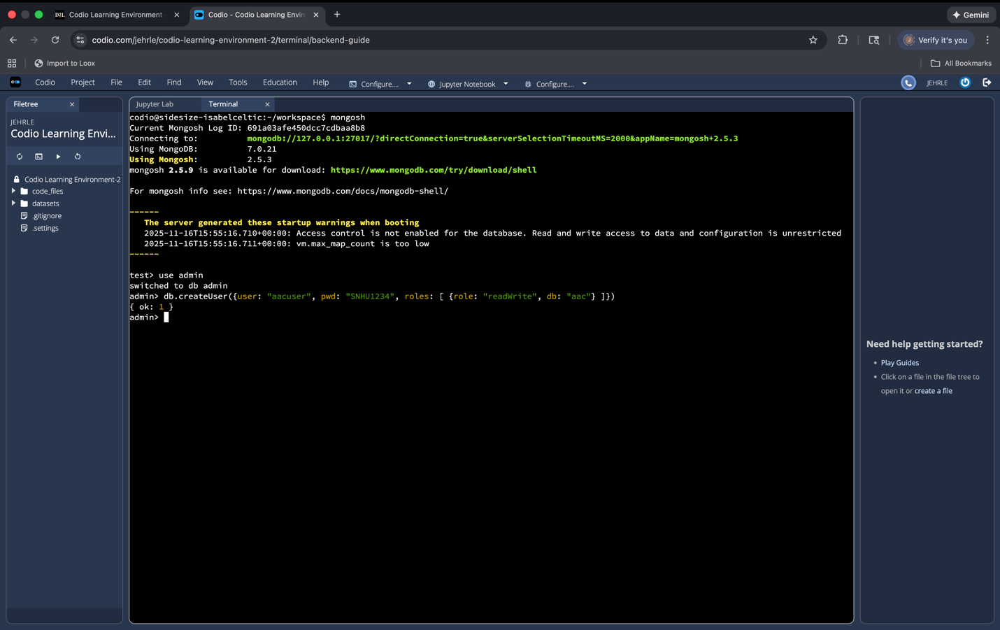 D2L Codio Learning Environment -
Codio - Codio Learning Enviro
Gemini
codio.com/jehrle/codio-learning-environment-2/terminal/backend-guide
Verify it's you
Import to Loox
All Bookmarks
Codio Project File Edit Find View Tools Education Help Configure.... Jupyter Notebook Configure.... JEHRLE
Filetree
JEHRLE
Codio Learning Envi...
Codio Learning Environment-2
code_files
datasets
.gitignore
.settings
Jupyter Lab Terminal
codio@sidesize-isabelceltic:~/workspace$ mongosh
Current Mongosh Log ID: 691a03afe450dcc7cdbaa8b8
Connecting to: mongodb://127.0.0.1:27017/?directConnection=true&serverSelectionTimeoutMS=2000&appName=mongosh+2.5.3
Using MongoDB: 7.0.21
Using Mongosh: 2.5.3
mongosh 2.5.9 is available for download: https://www.mongodb.com/try/download/shell
For mongosh info see: https://www.mongodb.com/docs/mongodb-shell/
------
The server generated these startup warnings when booting
2025-11-16T15:55:16.710+00:00: Access control is not enabled for the database. Read and write access to data and configuration is unrestricted
2025-11-16T15:55:16.711+00:00: vm.max_map_count is too low
------
test> use admin
switched to db admin
admin> db.createUser({user: "aacuser", pwd: "SNHU1234", roles: [ {role: "readWrite", db: "aac"} ]})
{ ok: 1 }
admin>
Need help getting started?
• Play Guides
• Click on a file in the file tree to
open it or create a file